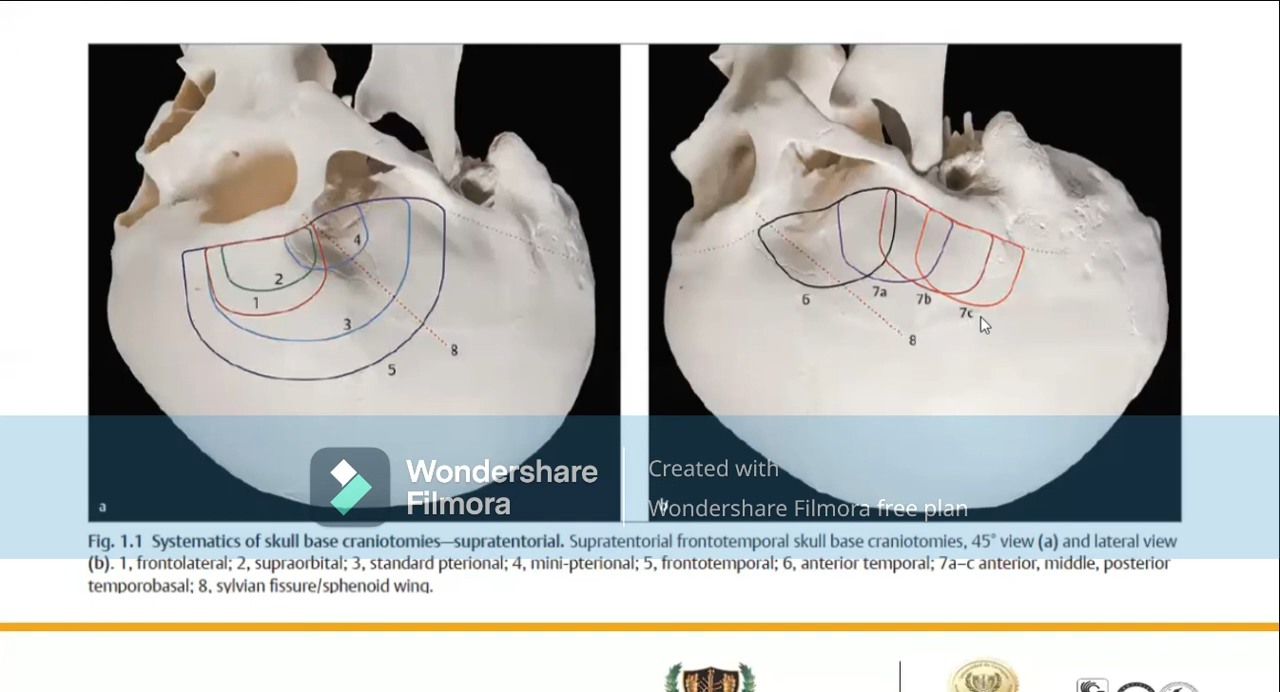 4
2
1
3
8
5
6
7a
7b
7c
8
Wondershare
Filmora
Created with
Wondershare Filmora free plan
a
b
Fig. 1.1 Systematics of skull base craniotomies—supratentorial. Supratentorial frontotemporal skull base craniotomies, 45° view (a) and lateral view
(b). 1, frontolateral; 2, supraorbital; 3, standard pterional; 4, mini-pterional; 5, frontotemporal; 6, anterior temporal; 7a–c anterior, middle, posterior
temporobasal; 8, sylvian fissure/sphenoid wing.